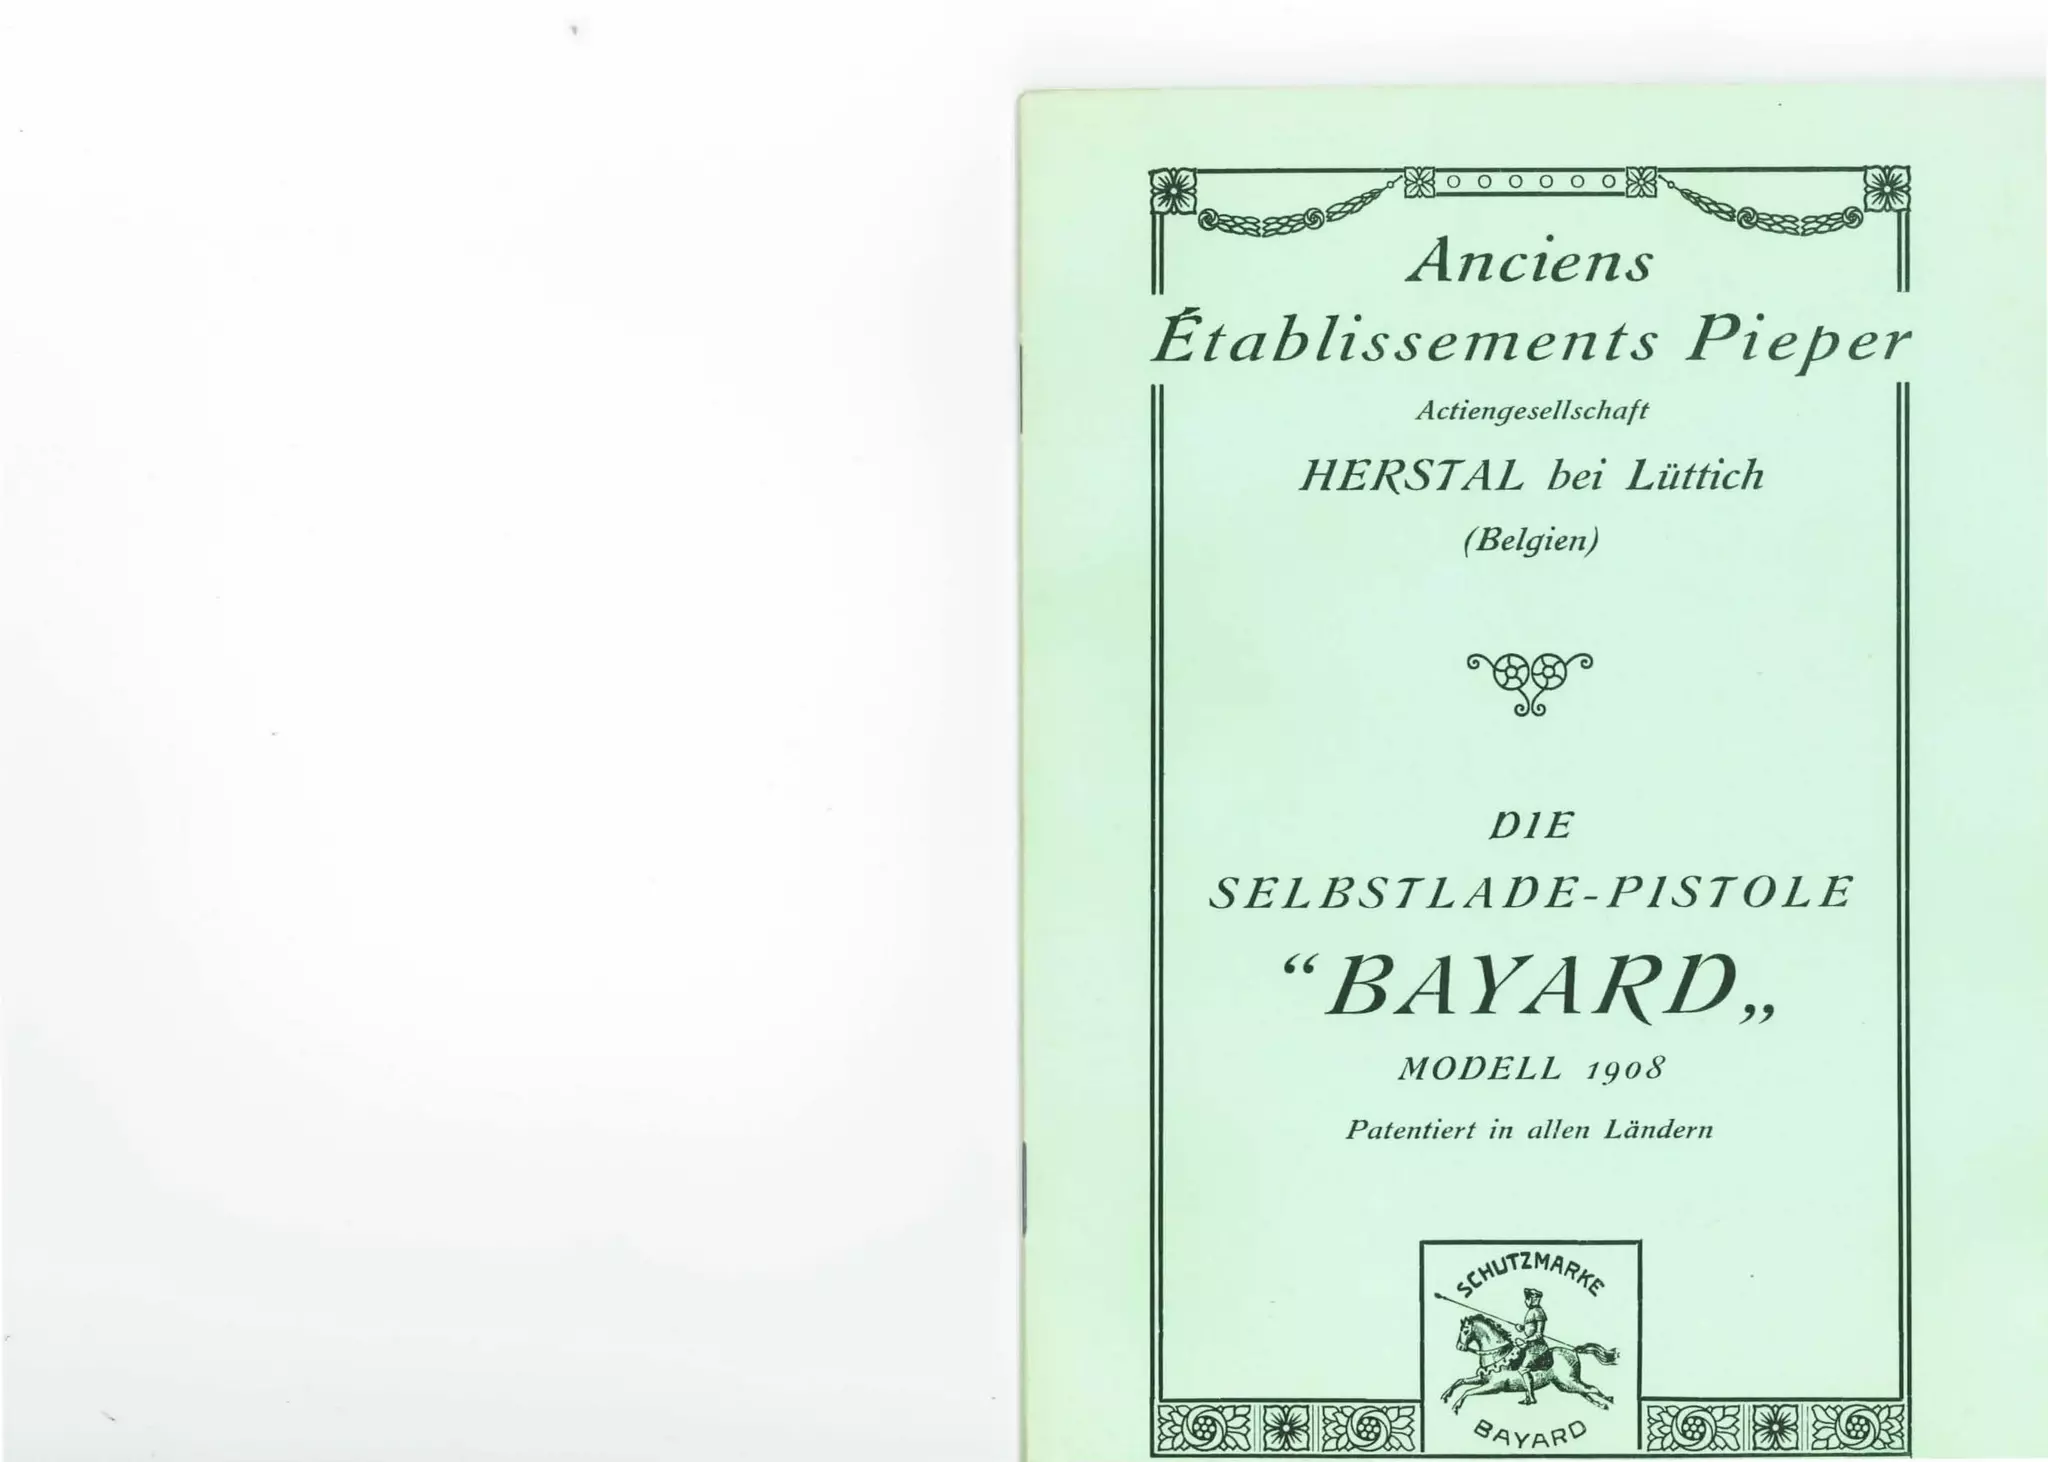 Anciens
Établissements Pieper
Actiengesellschaft
HERSTAL bei Lüttich
(Belgien)
DIE
SELBSTLADE-PISTOLE
“BAYARD„
MODELL 1908
Patentiert in allen Ländern
SCHUTZMARKE
BAYARD